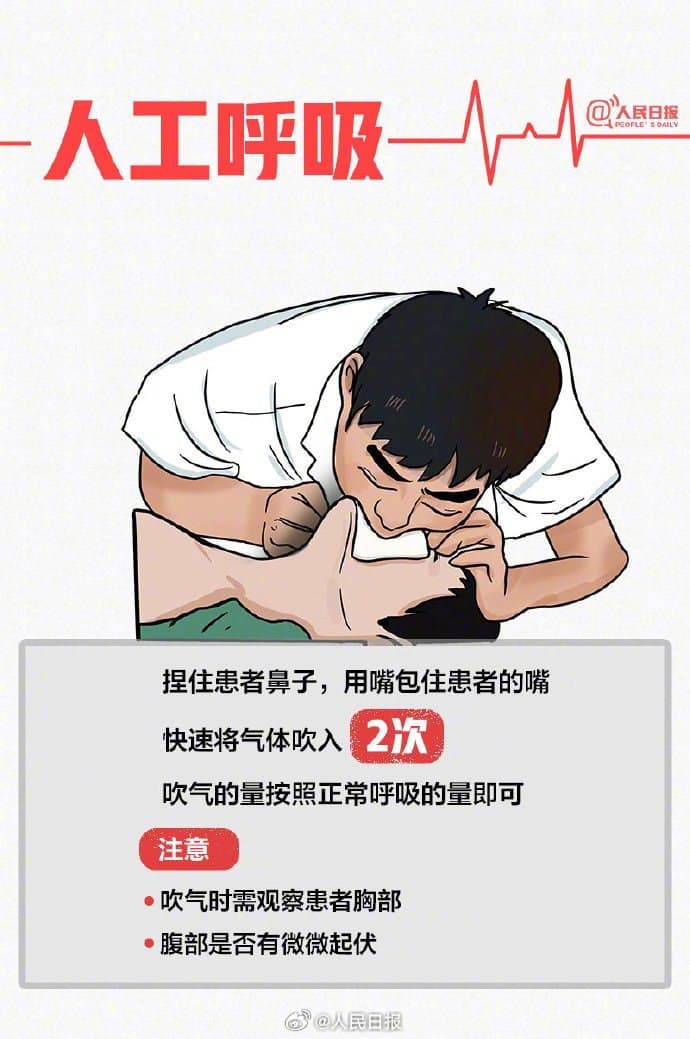 人工呼吸
@人民日报
PEOPLE'S DAILY
捏住患者鼻子，用嘴包住患者的嘴
快速将气体吹入 2次
吹气的量按照正常呼吸的量即可
注意
• 吹气时需观察患者胸部
• 腹部是否有微微起伏
@人民日报